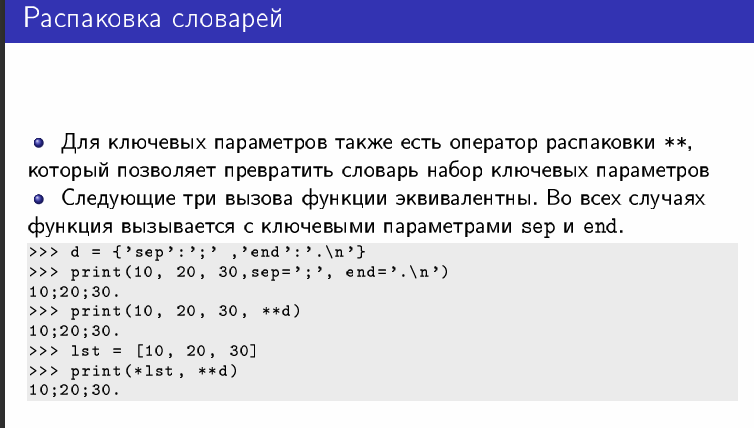 Распаковка словарей
Для ключевых параметров также есть оператор распаковки **,
который позволяет превратить словарь набор ключевых параметров
Следующие три вызова функции эквивалентны. Во всех случаях
функция вызывается с ключевыми параметрами sep и end.
>>> d = {'sep':';' ,'end':'.\n'}
>>> print(10, 20, 30,sep=';', end='.\n')
10;20;30.
>>> print(10, 20, 30, **d)
10;20;30.
>>> lst = [10, 20, 30]
>>> print(*lst, **d)
10;20;30.